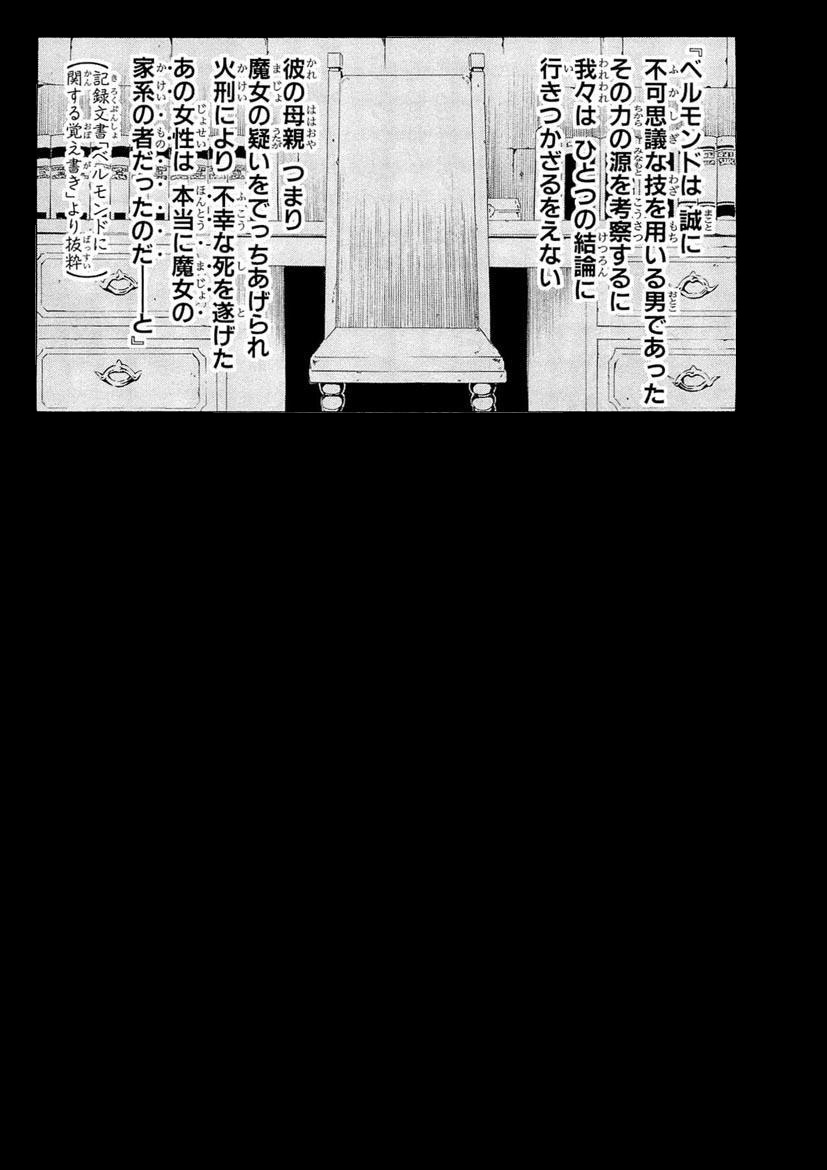 『ベルモンドは 誠に
不可思議な技を用いる男であった
その力の源を考察するに
我々は ひとつの結論に
行きつかざるをえない
彼の母親 つまり
魔女の疑いをでっちあげられ
火刑により 不幸な死を遂げた
あの女性は 本当に魔女の
家系の者だったのだ――と』
(記録文書「ベルモンドに
関する覚え書き」より抜粋)